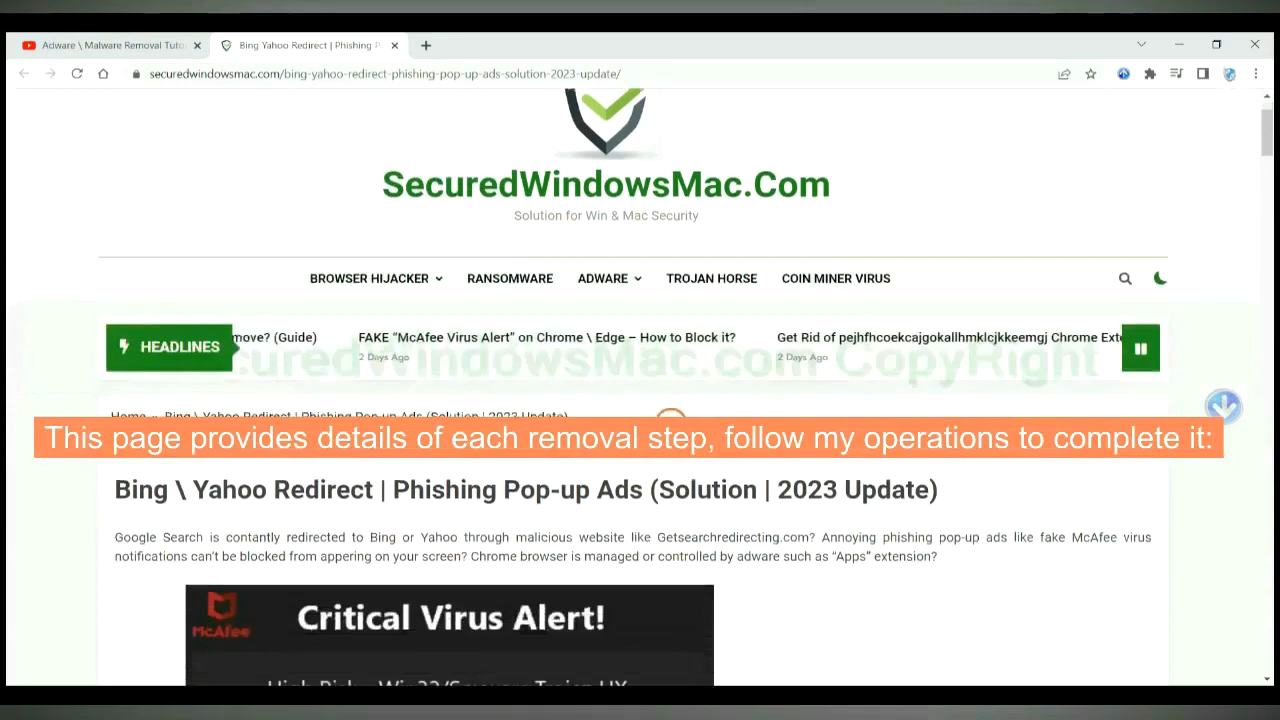 Adware \ Malware Removal Tuto
Bing Yahoo Redirect | Phishing P
securedwindowsmac.com/bing-yahoo-redirect-phishing-pop-up-ads-solution-2023-update/
SecuredWindowsMac.Com
Solution for Win & Mac Security
BROWSER HIJACKER RANSOMWARE ADWARE TROJAN HORSE COIN MINER VIRUS
HEADLINES
move? (Guide)
FAKE “McAfee Virus Alert” on Chrome \ Edge – How to Block it?
2 Days Ago
Get Rid of pejhfhcoekcajgokallhmklcjkkeemgj Chrome Exte
2 Days Ago
curedWindowsMac.com CopyRight
Home Bing \ Yahoo Redirect | Phishing Pop-up Ads (Solution | 2023 Update)
This page provides details of each removal step, follow my operations to complete it:
Bing \ Yahoo Redirect | Phishing Pop-up Ads (Solution | 2023 Update)
Google Search is contantly redirected to Bing or Yahoo through malicious website like Getsearchredirecting.com? Annoying phishing pop-up ads like fake McAfee virus
notifications can’t be blocked from appering on your screen? Chrome browser is managed or controlled by adware such as “Apps” extension?
McAfee
Critical Virus Alert!